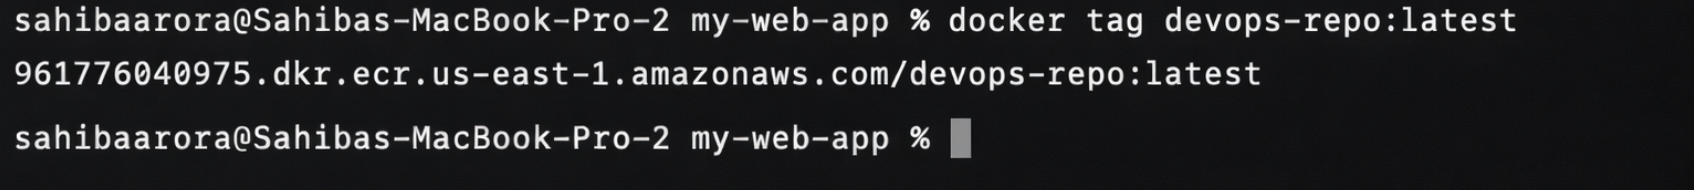 sahibaarora@Sahibas-MacBook-Pro-2 my-web-app % docker tag devops-repo:latest
961776040975.dkr.ecr.us-east-1.amazonaws.com/devops-repo:latest
sahibaarora@Sahibas-MacBook-Pro-2 my-web-app %